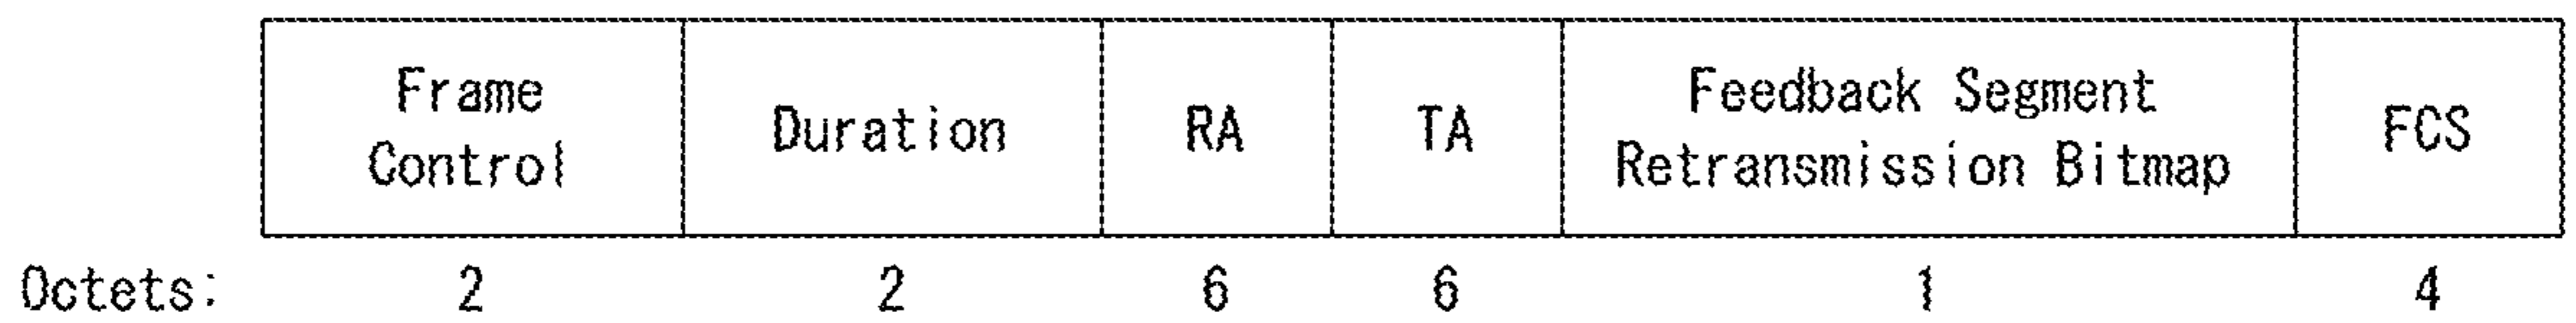 Frame
Control
Duration
RA
TA
Feedback Segment
Retransmission Bitmap
FCS
Octets: 2 2 6 6 1 4